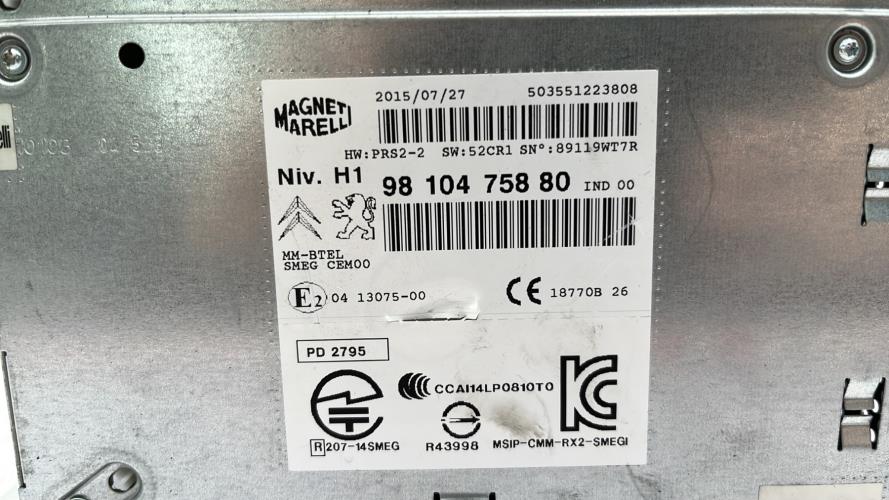 MAGNETI
MARELLI
2015/07/27 503551223808
HW:PRS2-2 SW:52CR1 SN°:89119WT7R
Niv. H1 98 104 758 80 IND 00
MM-BTEL
SMEG CEM00
E2 04 13075-00 CE 18770B 26
PD 2795
CCAI14LP0810T0
R 207-14SMEG R43998 MSIP-CMM-RX2-SMEGI
elli